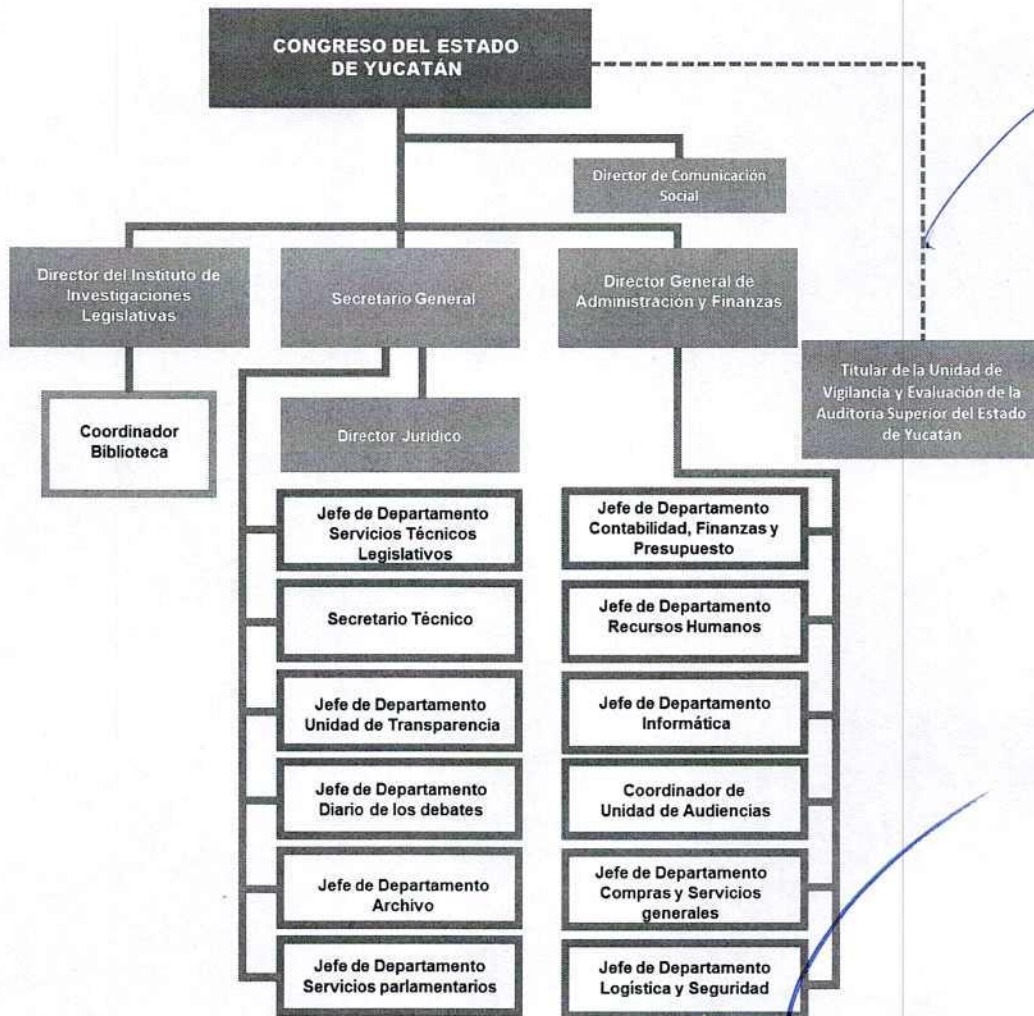 CONGRESO DEL ESTADO
DE YUCATÁN
Director de Comunicación
Social
Director del Instituto de
Investigaciones
Legislativas
Secretario General
Director General de
Administración y Finanzas
Titular de la Unidad de
Vigilancia y Evaluación de la
Auditoría Superior del Estado
de Yucatán
Coordinador
Biblioteca
Director Jurídico
Jefe de Departamento
Servicios Técnicos
Legislativos
Secretario Técnico
Jefe de Departamento
Unidad de Transparencia
Jefe de Departamento
Diario de los debates
Jefe de Departamento
Archivo
Jefe de Departamento
Servicios parlamentarios
Jefe de Departamento
Contabilidad, Finanzas y
Presupuesto
Jefe de Departamento
Recursos Humanos
Jefe de Departamento
Informática
Coordinador de
Unidad de Audiencias
Jefe de Departamento
Compras y Servicios
generales
Jefe de Departamento
Logística y Seguridad